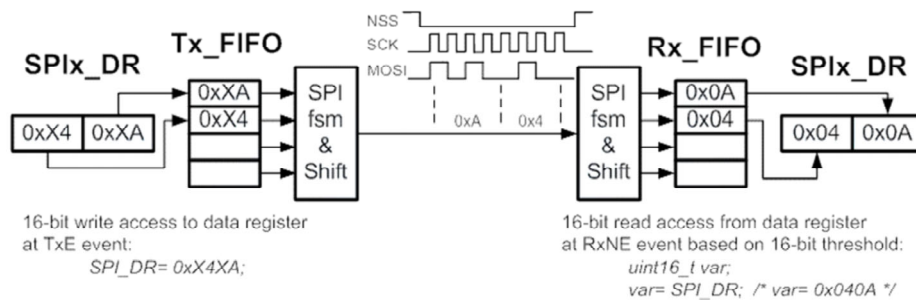 NSS
SCK
MOSI
Tx_FIFO
Rx_FIFO
SPIx_DR
SPIx_DR
0xXA
0xX4
0xX4 0xXA
SPI
fsm
&
Shift
0xA 0x4
SPI
fsm
&
Shift
0x0A
0x04
0x04 0x0A
16-bit write access to data register
at TxE event:
SPI_DR= 0xX4XA;
16-bit read access from data register
at RxNE event based on 16-bit threshold:
uint16_t var;
var= SPI_DR; /* var= 0x040A */